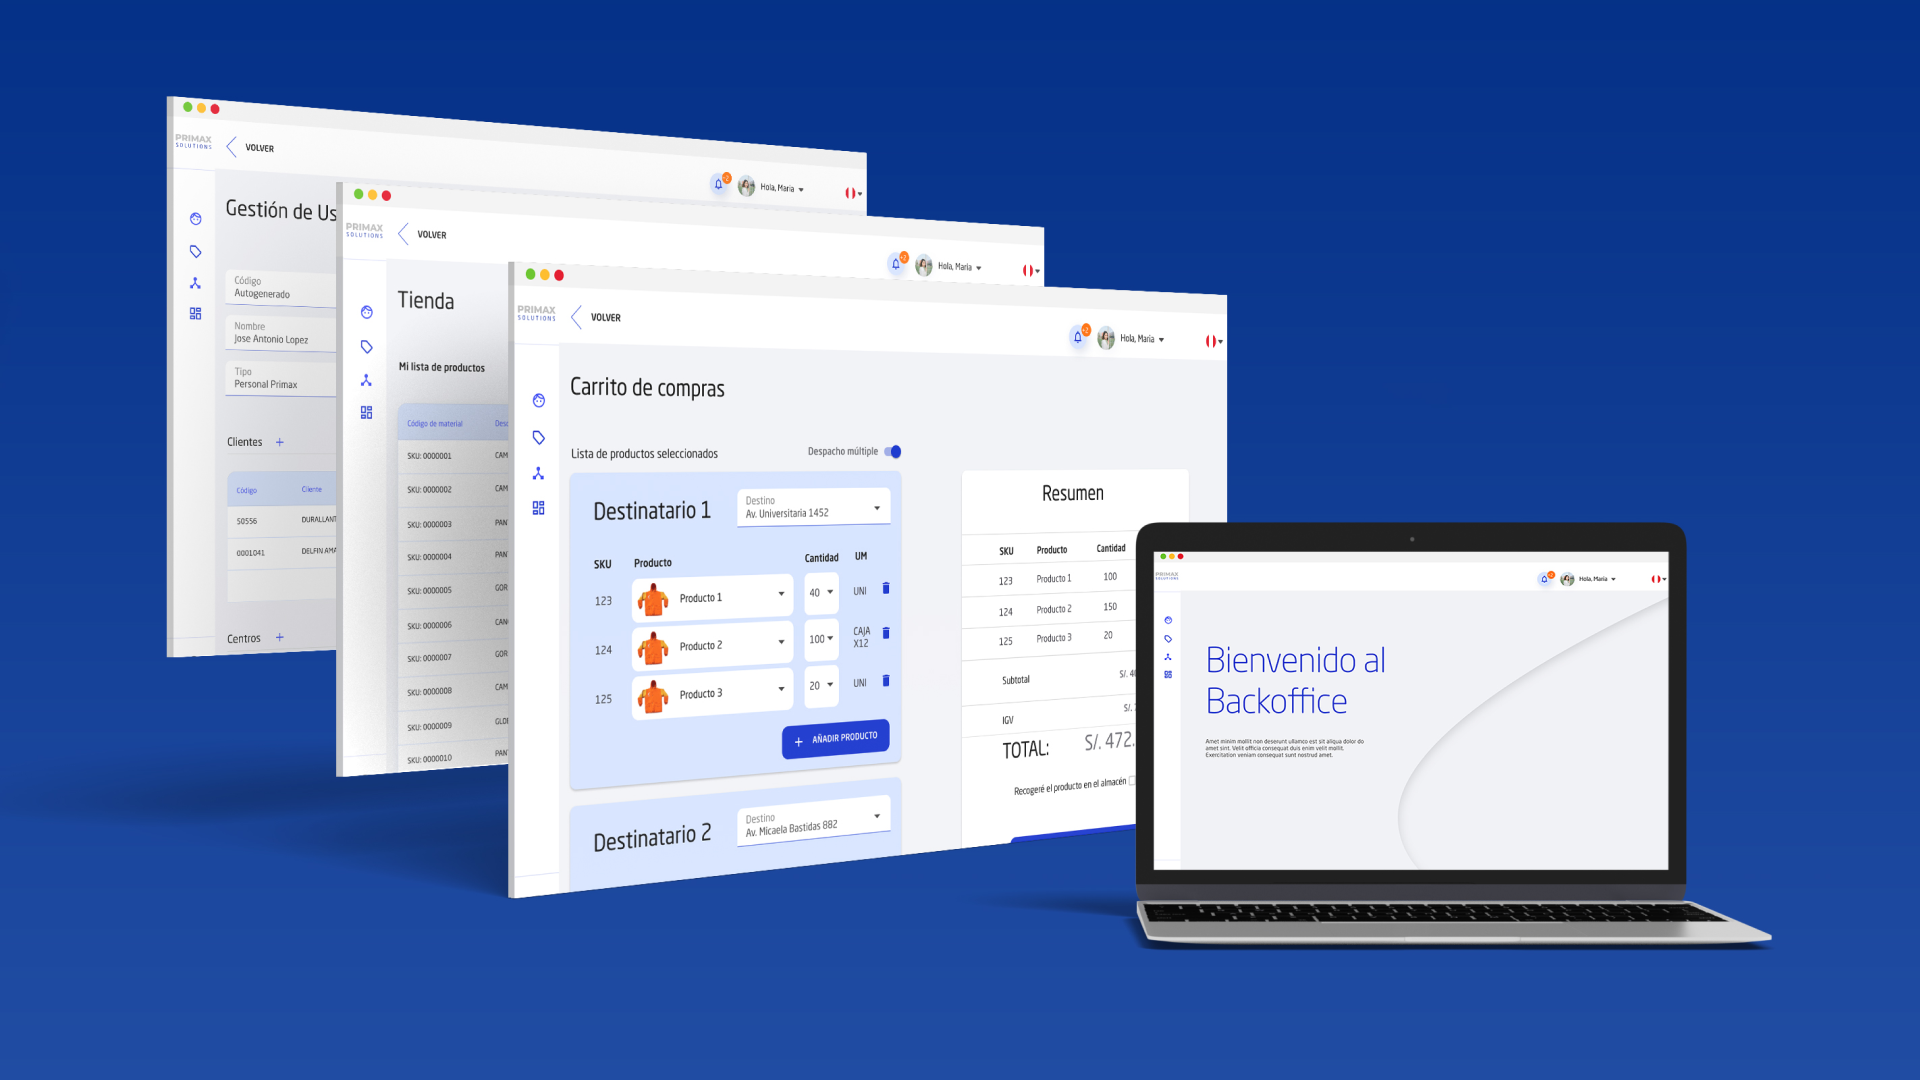 PRIMAX
SOLUTIONS
VOLVER
Hola, Maria
Gestión de Us
Código
Autogenerado
Nombre
Jose Antonio Lopez
Tipo
Personal Primax
Clientes +
Código Cliente
50556 DURALLANT
0001041 DELFIN AMA
Centros +
PRIMAX
SOLUTIONS
VOLVER
Hola, Maria
Tienda
Mi lista de productos
Código de material Desc
SKU: 0000001 CAM
SKU: 0000002 CAM
SKU: 0000003 PAN
SKU: 0000004 PAN
SKU: 0000005 GOR
SKU: 0000006 CAN
SKU: 0000007 GOR
SKU: 0000008 CAM
SKU: 0000009 GLO
SKU: 0000010 PAN
PRIMAX
SOLUTIONS
VOLVER
Hola, Maria
Carrito de compras
Lista de productos seleccionados
Despacho múltiple
Destinatario 1
Destino
Av. Universitaria 1452
SKU Producto Cantidad UM
123 Producto 1 40 UNI
124 Producto 2 100 CAJA
X12
125 Producto 3 20 UNI
+ AÑADIR PRODUCTO
Destinatario 2
Destino
Av. Micaela Bastidas 882
Resumen
SKU Producto Cantidad
123 Producto 1 100
124 Producto 2 150
125 Producto 3 20
Subtotal S/. 40
IGV S/.
TOTAL: S/. 472.
Recogeré el producto en el almacén
PRIMAX
SOLUTIONS
Hola, Maria
Bienvenido al
Backoffice
Amet minim mollit non deserunt ullamco est sit aliqua dolor do
amet sint. Velit officia consequat duis enim velit mollit.
Exercitation veniam consequat sunt nostrud amet.